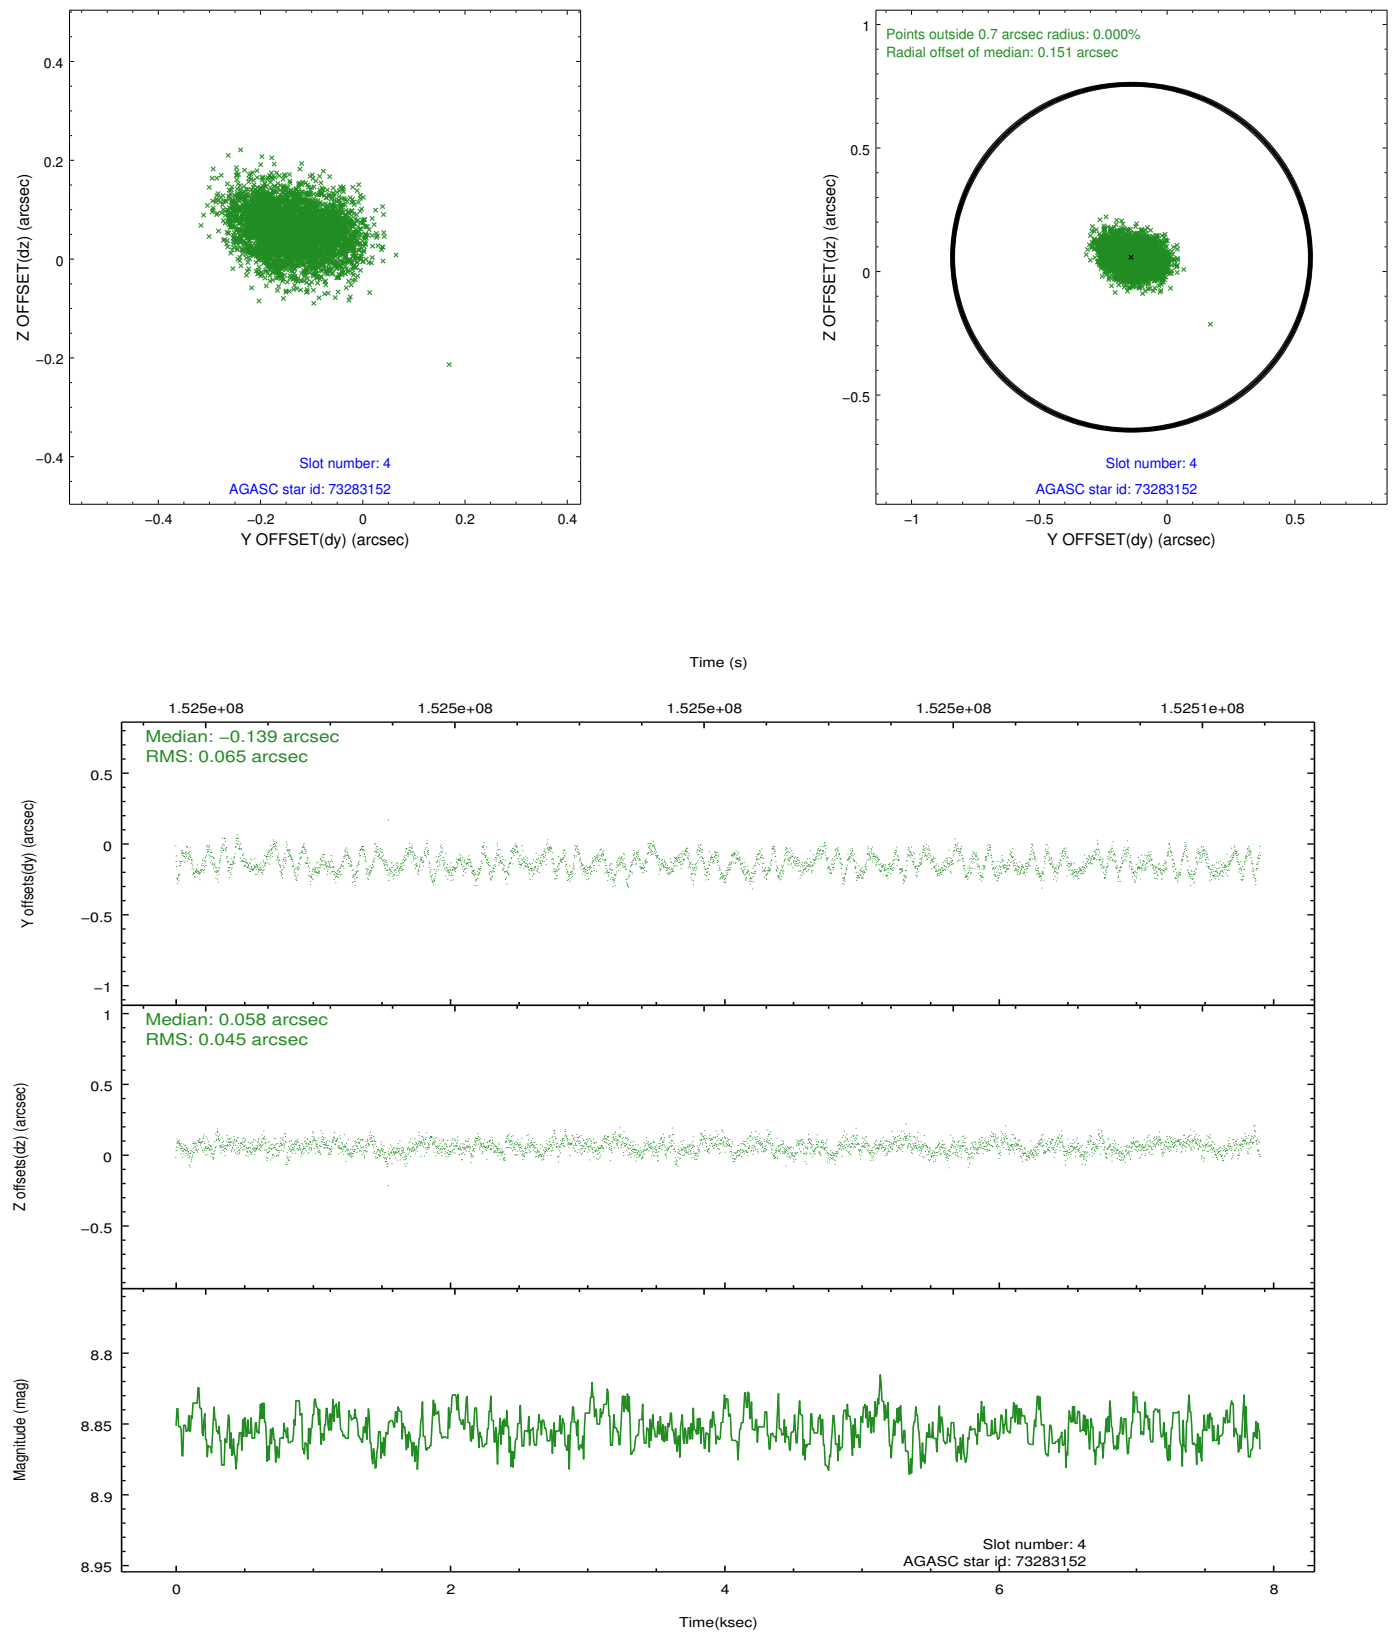 0.4
0.2
0
−0.2
−0.4
Z OFFSET(dz) (arcsec)
Slot number: 4
AGASC star id: 73283152
−0.4
−0.2
0
0.2
0.4
Y OFFSET(dy) (arcsec)
1
0.5
0
−0.5
Z OFFSET(dz) (arcsec)
Points outside 0.7 arcsec radius: 0.000%
Radial offset of median: 0.151 arcsec
Slot number: 4
AGASC star id: 73283152
−1
−0.5
0
0.5
Y OFFSET(dy) (arcsec)
Time (s)
1.525e+08
1.525e+08
1.525e+08
1.525e+08
1.5251e+08
Median: −0.139 arcsec
RMS: 0.065 arcsec
0.5
0
−0.5
−1
Y offsets(dy) (arcsec)
Median: 0.058 arcsec
RMS: 0.045 arcsec
1
0.5
0
−0.5
Z offsets(dz) (arcsec)
8.8
8.85
8.9
8.95
Magnitude (mag)
Slot number: 4
AGASC star id: 73283152
0
2
4
6
8
Time(ksec)